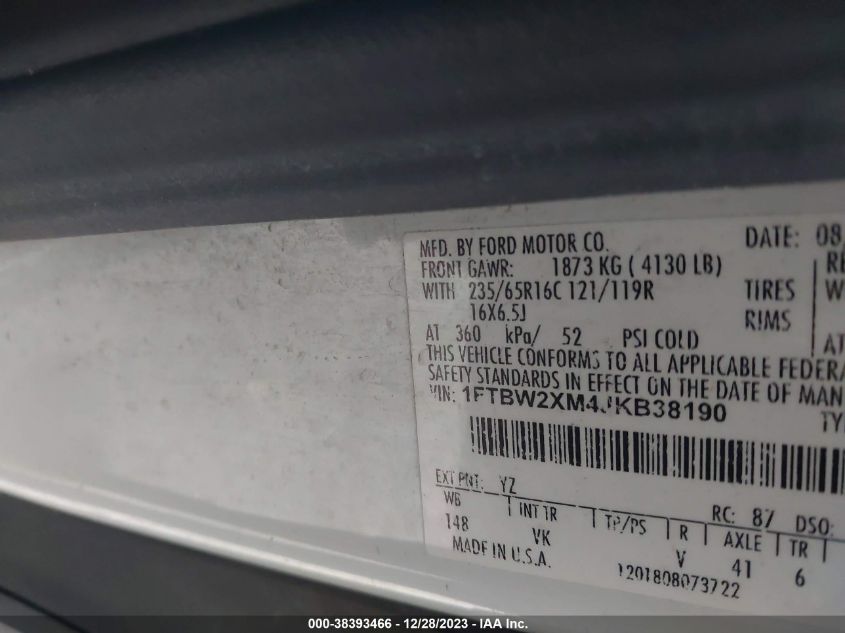 MFD. BY FORD MOTOR CO. DATE: 08
FRONT GAWR: 1873 KG ( 4130 LB)
WITH 235/65R16C 121/119R TIRES
16X6.5J RIMS
AT 360 kPa/ 52 PSI COLD AT
THIS VEHICLE CONFORMS TO ALL APPLICABLE FEDERA
SAFETY STANDARDS IN EFFECT ON THE DATE OF MAN
VIN: 1FTBW2XM4JKB38190
EXT PNT: YZ RC: 87 DSO:
WB INT TR TP/PS R AXLE TR
148 VK V 41 6
MADE IN U.S.A. 1201808073722
000-38393466 - 12/28/2023 - IAA Inc.